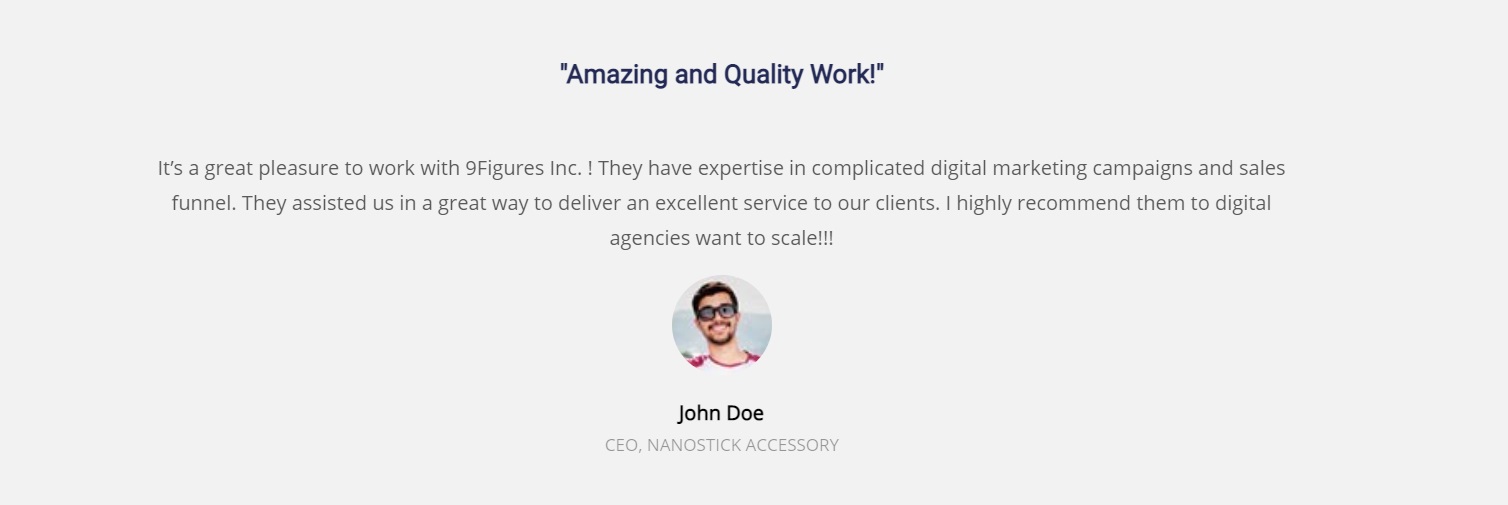 "Amazing and Quality Work!"
It’s a great pleasure to work with 9Figures Inc. ! They have expertise in complicated digital marketing campaigns and sales
funnel. They assisted us in a great way to deliver an excellent service to our clients. I highly recommend them to digital
agencies want to scale!!!
John Doe
CEO, NANOSTICK ACCESSORY